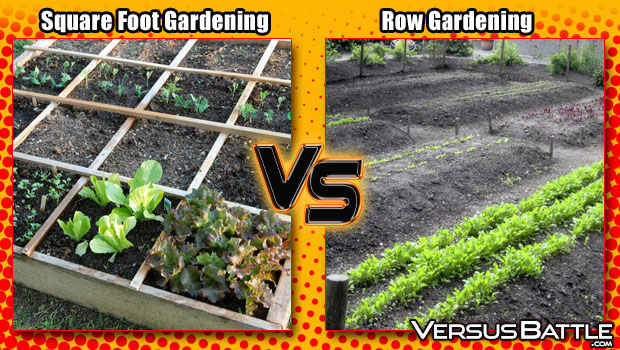 Square Foot Gardening
Row Gardening
VS
VERSUSBATTLE
.COM